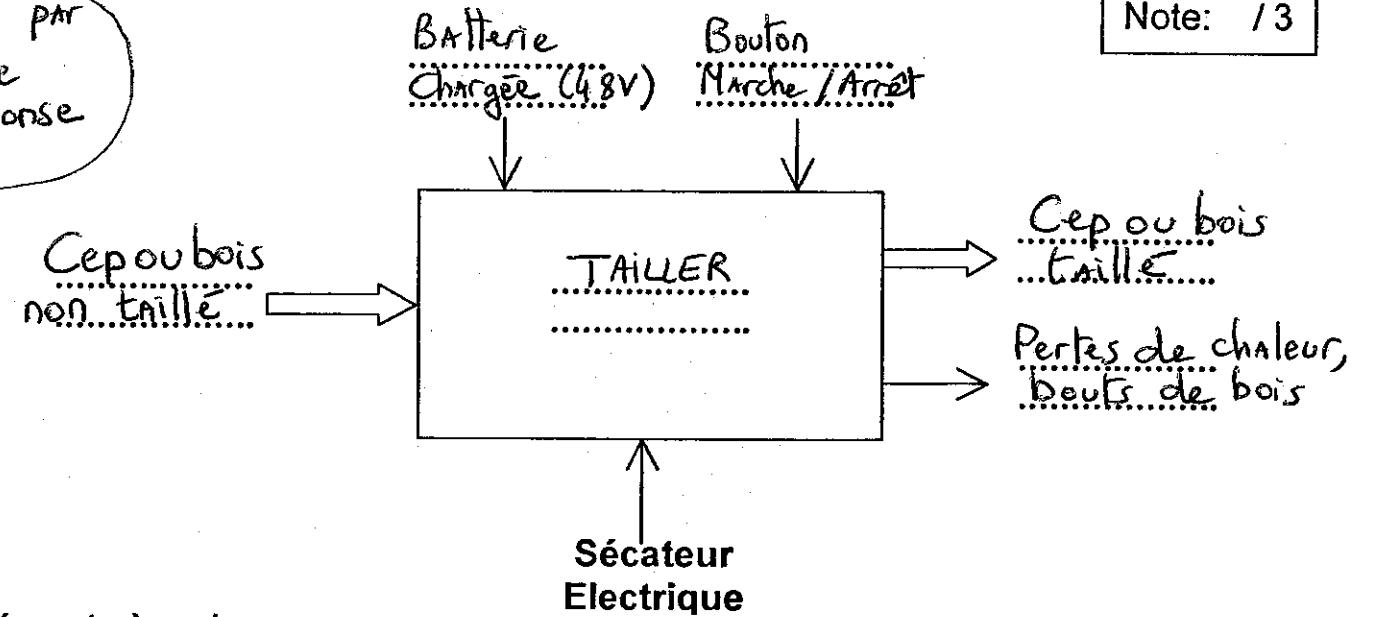 par
onse
Note: / 3
Batterie
Chargée (48V)
Bouton
Marche / Arrêt
Cep ou bois
non taillé
TAILLER
Cep ou bois
taillé
Pertes de chaleur,
bouts de bois
Sécateur
Electrique